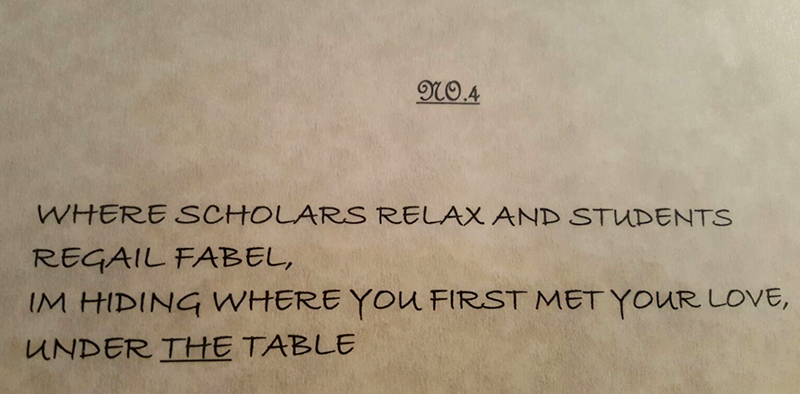 NO.4
WHERE SCHOLARS RELAX AND STUDENTS
REGAIL FABEL,
IM HIDING WHERE YOU FIRST MET YOUR LOVE,
UNDER THE TABLE